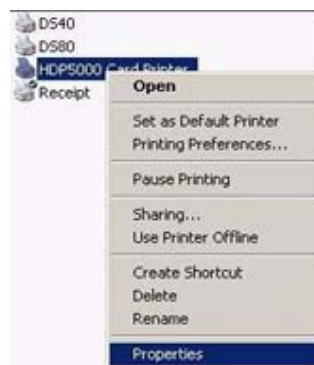 DS40
DS80
HDP5000 Card Printer
Receipt
Open
Set as Default Printer
Printing Preferences...
Pause Printing
Sharing...
Use Printer Offline
Create Shortcut
Delete
Rename
Properties